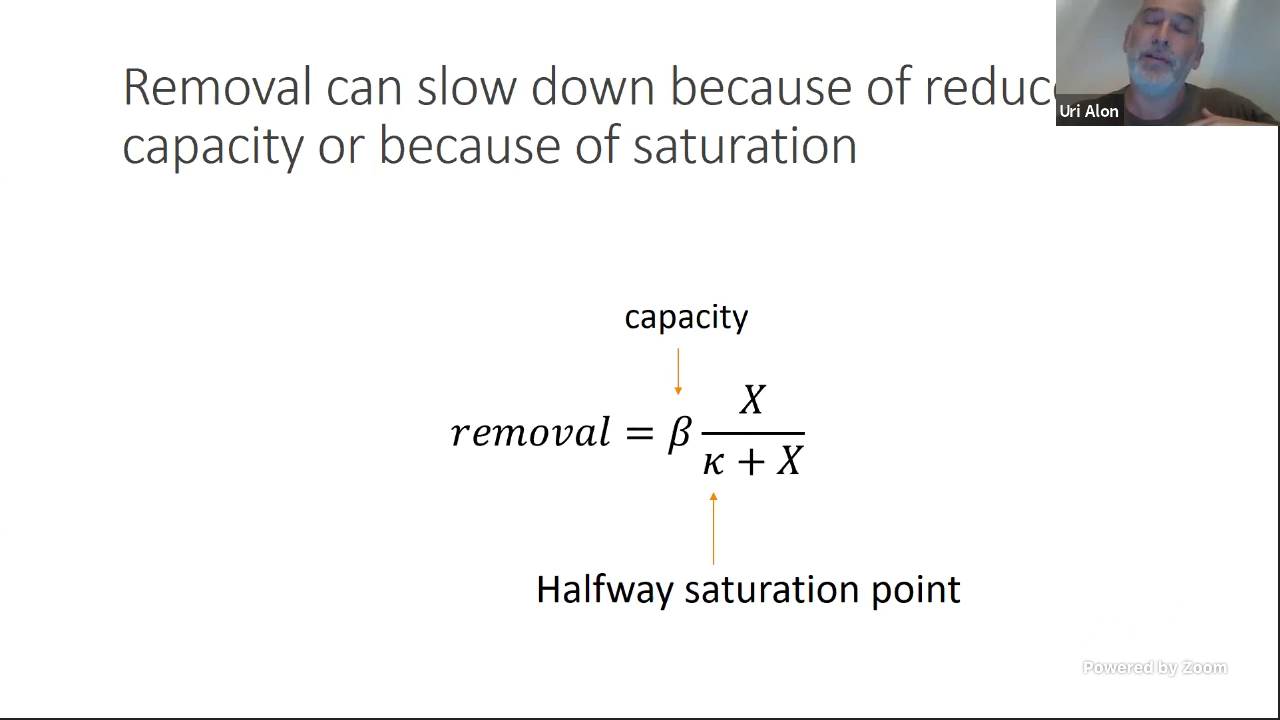 Removal can slow down because of
capacity or because of saturation
Uri Alon
capacity
removal = β X / (κ + X)
Halfway saturation point
Powered by Zoom